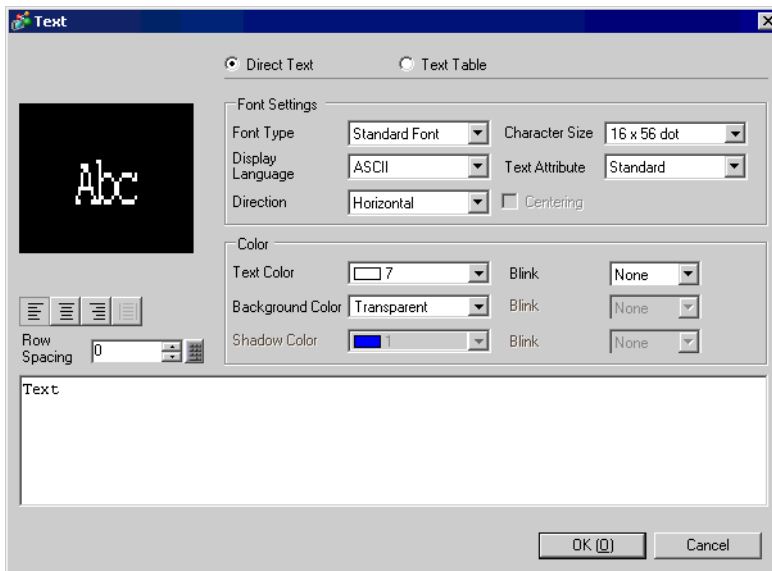 Text
Direct Text Text Table
Font Settings
Font Type Standard Font Character Size 16 x 56 dot
Display
Language ASCII Text Attribute Standard
Direction Horizontal Centering
Abc
Color
Text Color 7 Blink None
Background Color Transparent Blink None
Shadow Color 1 Blink None
Row
Spacing 0
Text
OK (O) Cancel